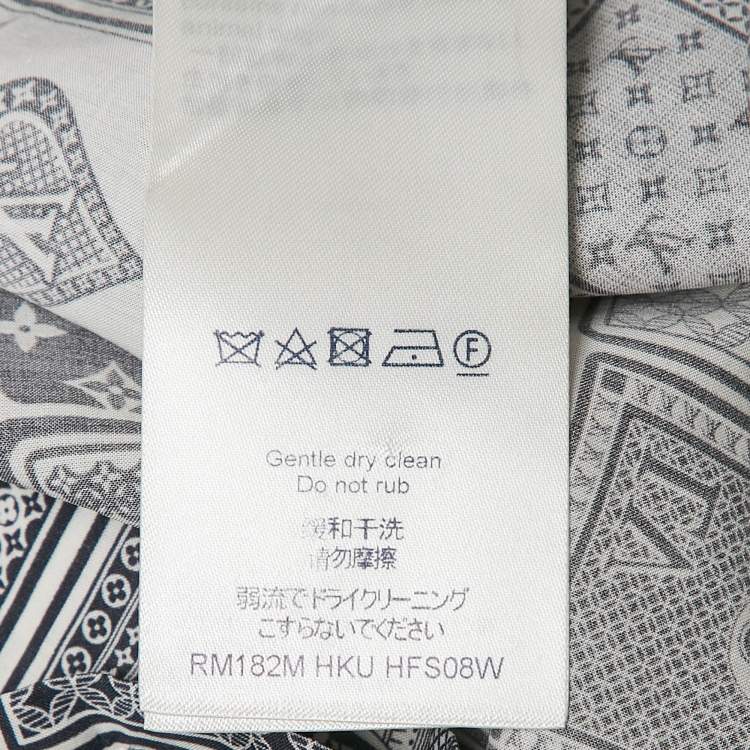 animal
F
Gentle dry clean
Do not rub
缓和干洗
请勿摩擦
弱流でドライクリーニング
こすらないでください
RM182M HKU HFS08W